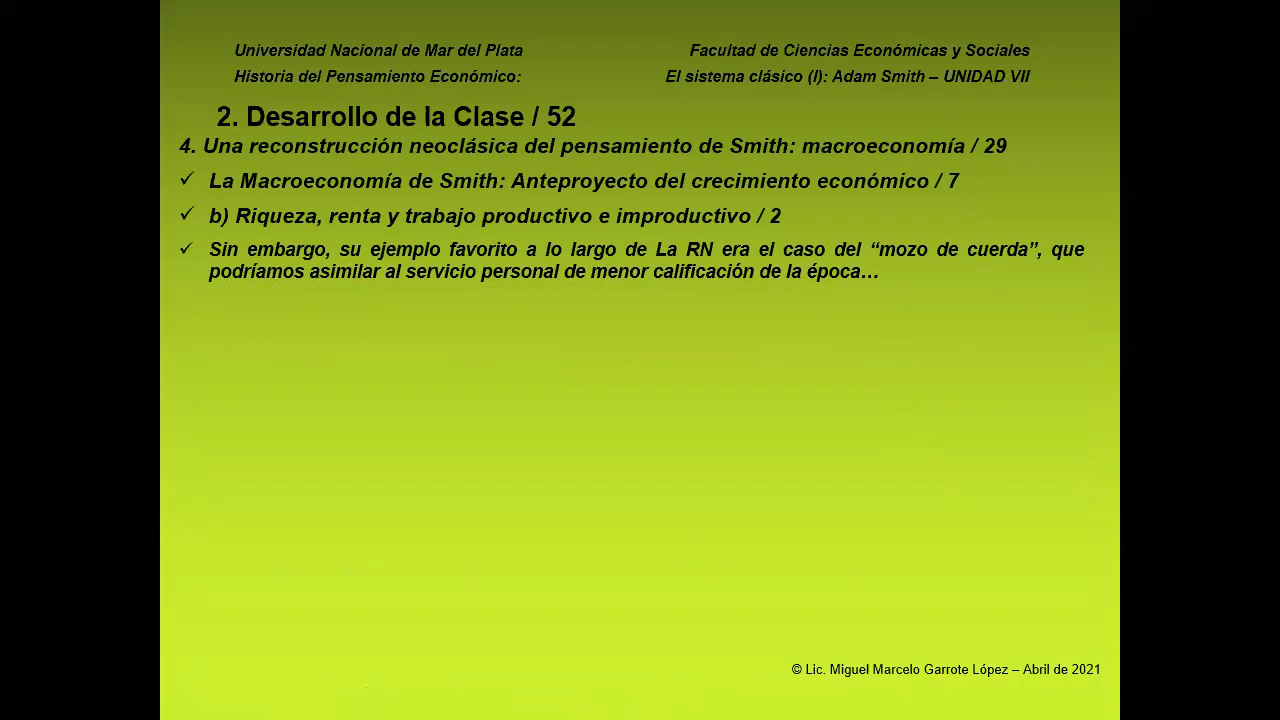 Universidad Nacional de Mar del Plata Facultad de Ciencias Económicas y Sociales
Historia del Pensamiento Económico: El sistema clásico (I): Adam Smith – UNIDAD VII
2. Desarrollo de la Clase / 52
4. Una reconstrucción neoclásica del pensamiento de Smith: macroeconomía / 29
✓ La Macroeconomía de Smith: Anteproyecto del crecimiento económico / 7
✓ b) Riqueza, renta y trabajo productivo e improductivo / 2
✓ Sin embargo, su ejemplo favorito a lo largo de La RN era el caso del “mozo de cuerda”, que
podríamos asimilar al servicio personal de menor calificación de la época…
© Lic. Miguel Marcelo Garrote López – Abril de 2021